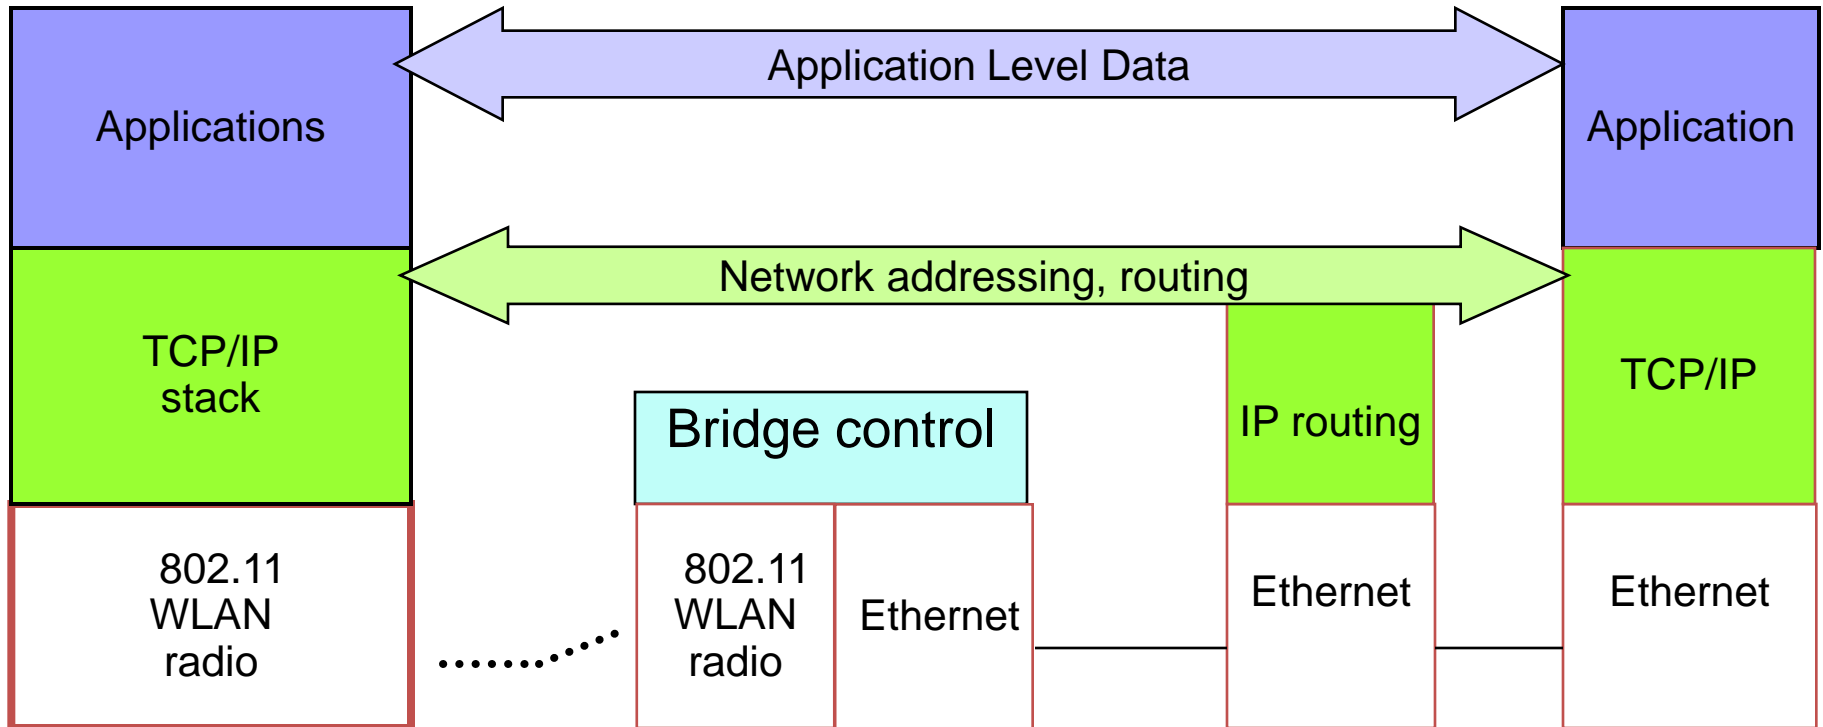 Application Level Data
Applications
Application
Network addressing, routing
TCP/IP
stack
TCP/IP
Bridge control
IP routing
802.11
WLAN
radio
802.11
WLAN
radio
Ethernet
Ethernet
Ethernet